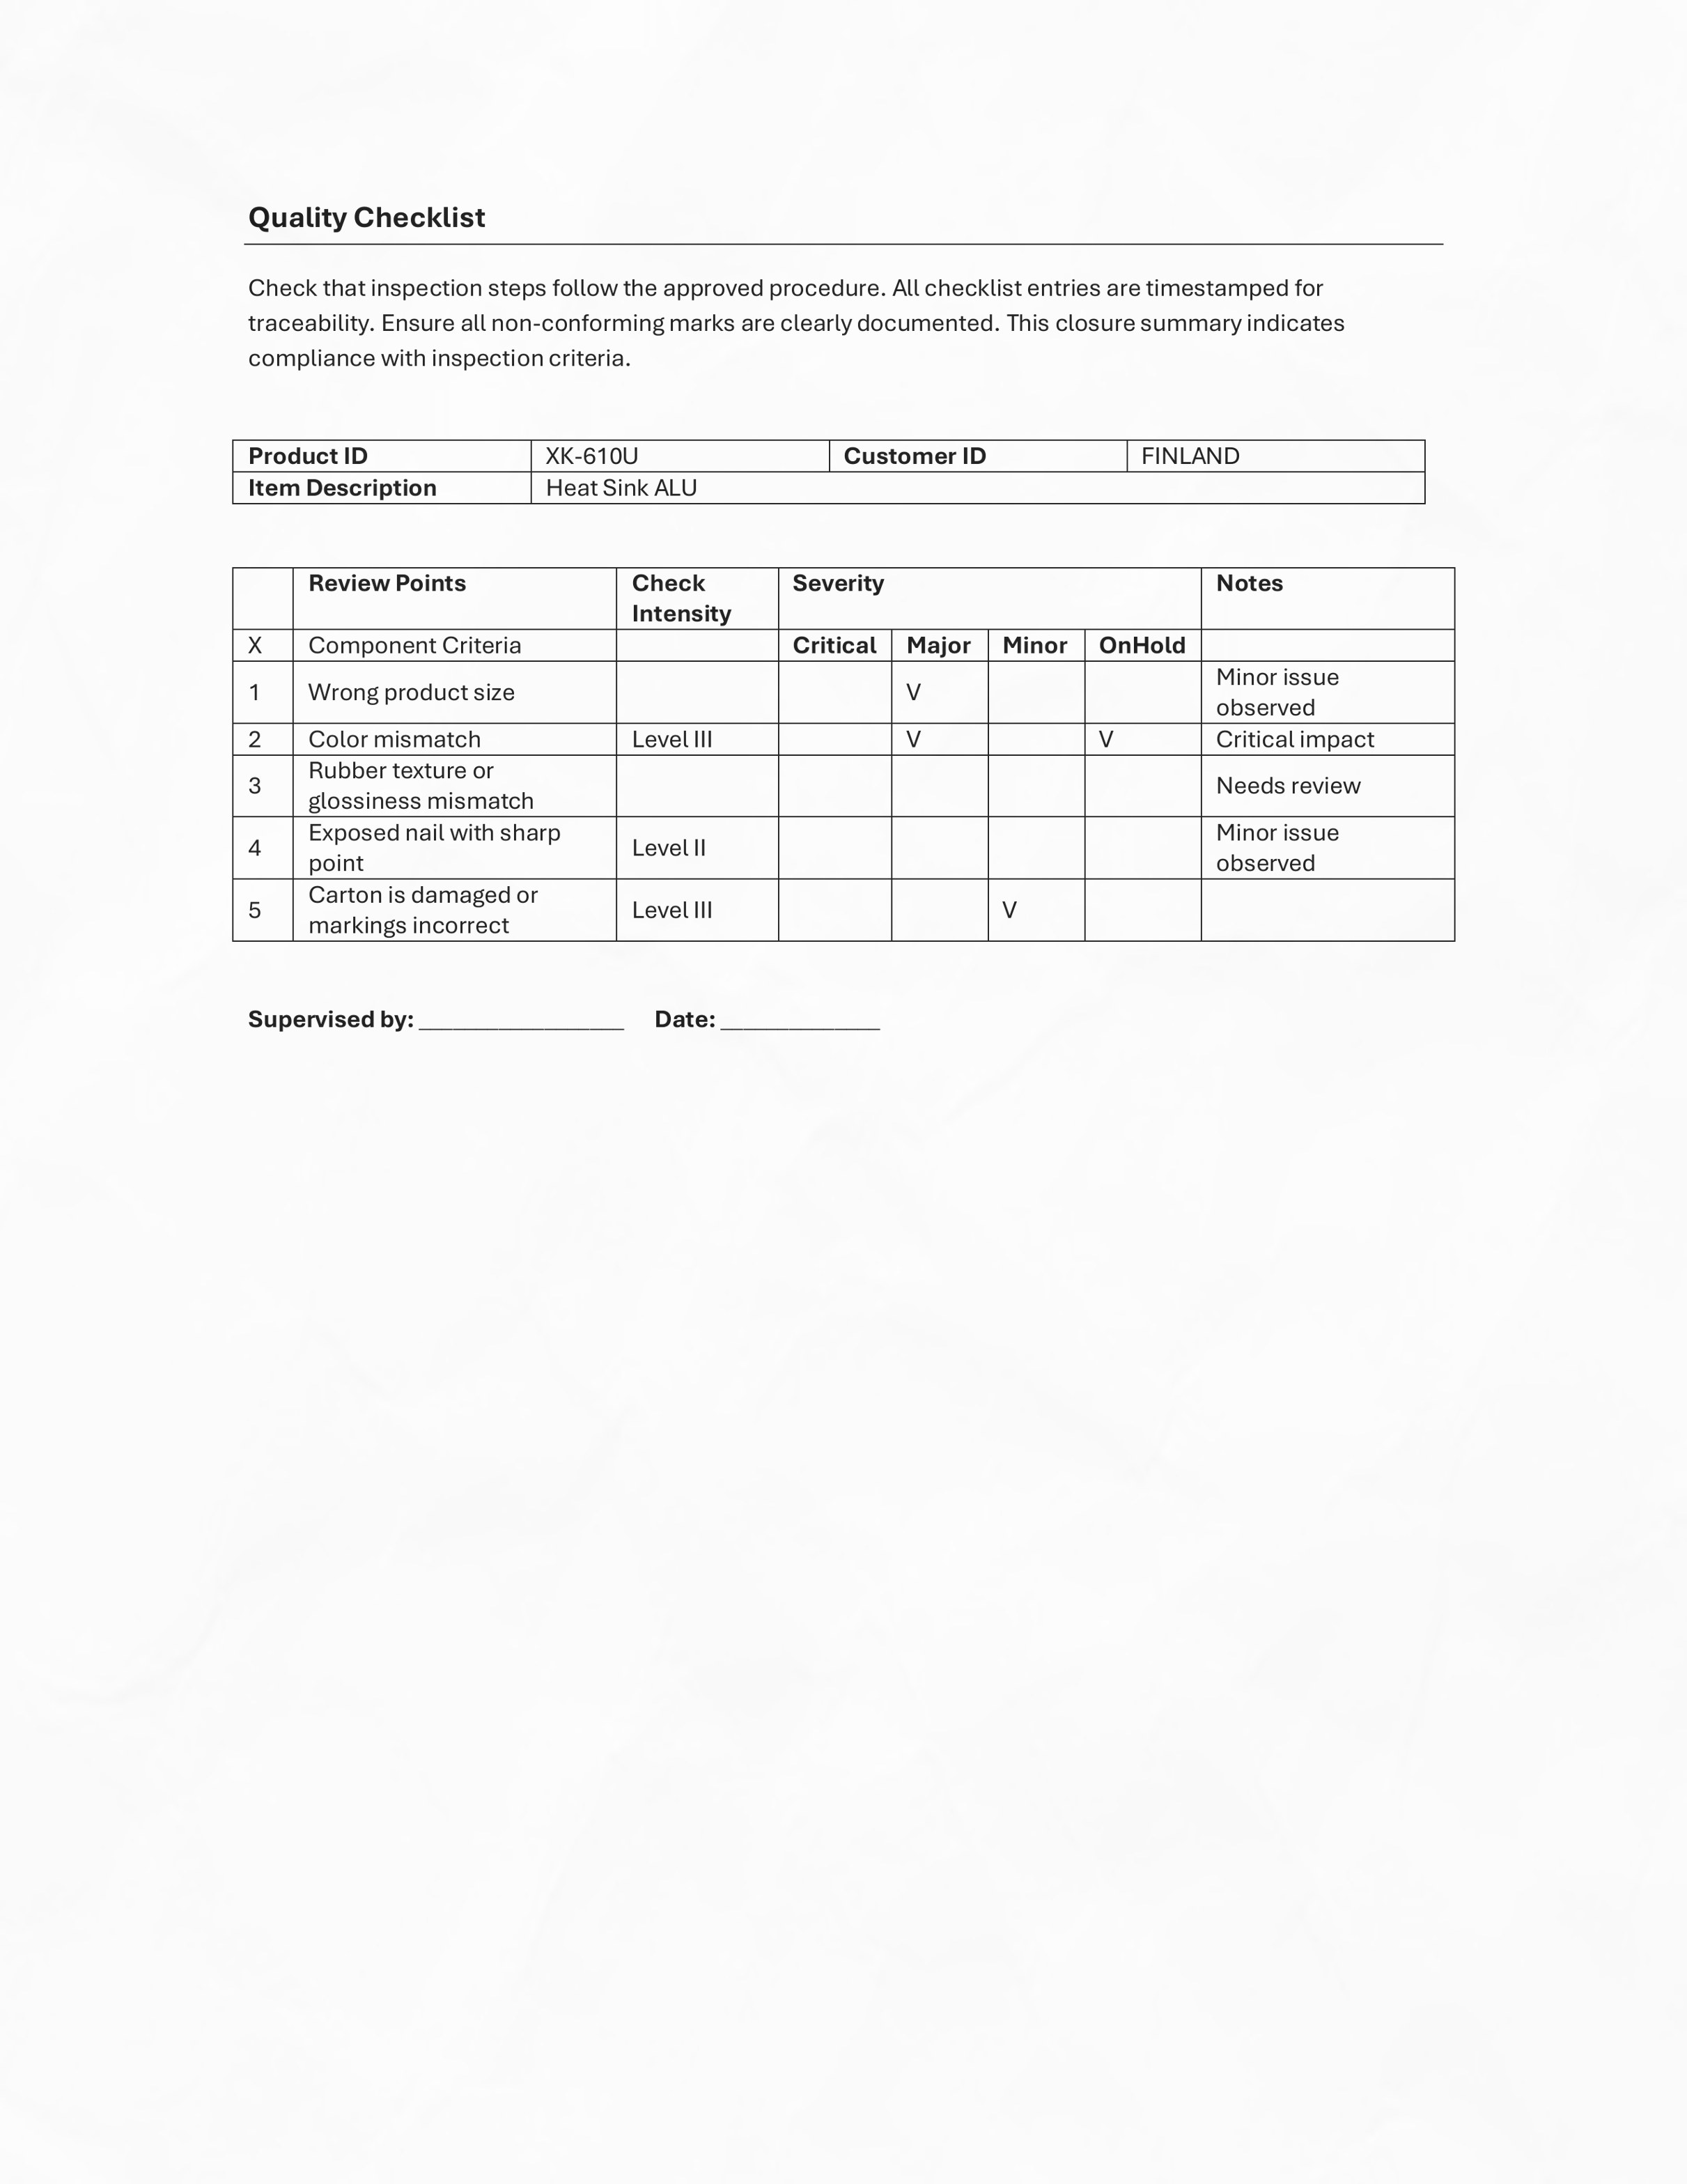 Quality Checklist
Check that inspection steps follow the approved procedure. All checklist entries are timestamped for
traceability. Ensure all non-conforming marks are clearly documented. This closure summary indicates
compliance with inspection criteria.
Product ID XK-610U Customer ID FINLAND
Item Description Heat Sink ALU
Review Points Check Severity Notes
Intensity
X Component Criteria Critical Major Minor OnHold
1 Wrong product size V Minor issue
observed
2 Color mismatch Level III V V Critical impact
Rubber texture or
3 glossiness mismatch Needs review
Exposed nail with sharp Minor issue
4 point Level II observed
Carton is damaged or
5 markings incorrect Level III V
Supervised by: __________________ Date: ______________